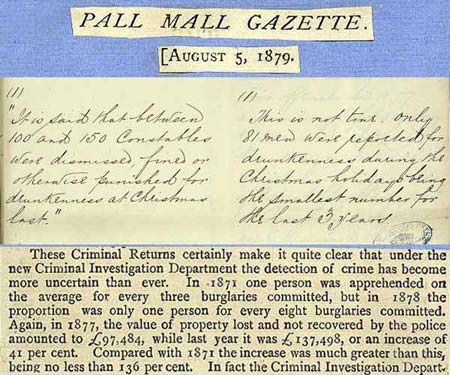 PALL MALL GAZETTE.
[AUGUST 5, 1879.
(1)
"It is said that between
100 and 150 Constables
were dismissed fined or
otherwise punished for
drunkenness at Christmas
last."
(1)
This is not true. only
81 men were reported for
drunkenness during the
Christmas holidays being
the smallest number for
the last 3 years
These Criminal Returns certainly make it quite clear that under the
new Criminal Investigation Department the detection of crime has become
more uncertain than ever. In 1871 one person was apprehended on
the average for every three burglaries committed, but in 1878 the
proportion was only one person for every eight burglaries committed.
Again, in 1877, the value of property lost and not recovered by the police
amounted to £97,484, while last year it was £137,498, or an increase of
41 per cent. Compared with 1871 the increase was much greater than this,
being no less than 136 per cent. In fact the Criminal Investigation Depart-